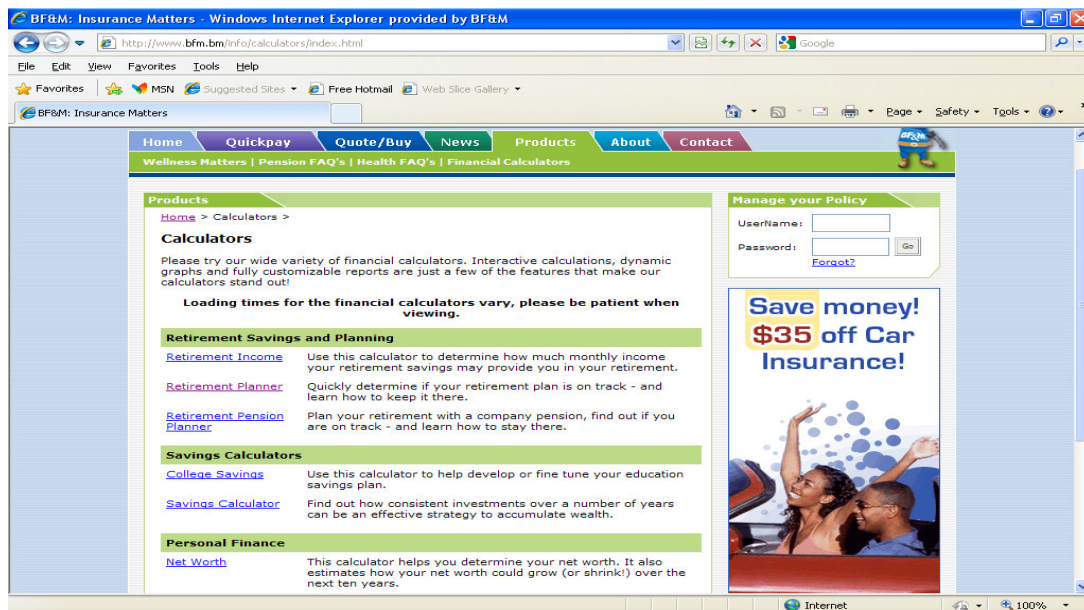 BF&M: Insurance Matters - Windows Internet Explorer provided by BF&M
http://www.bfm.bm/info/calculators/index.html
Google
File Edit View Favorites Tools Help
Favorites MSN Suggested Sites Free Hotmail Web Slice Gallery
BF&M: Insurance Matters
Page Safety Tools
Home Quickpay Quote/Buy News Products About Contact
BF&M
Wellness Matters | Pension FAQ's | Health FAQ's | Financial Calculators
Products
Home > Calculators >
Calculators
Please try our wide variety of financial calculators. Interactive calculations, dynamic
graphs and fully customizable reports are just a few of the features that make our
calculators stand out!
Loading times for the financial calculators vary, please be patient when
viewing.
Retirement Savings and Planning
Retirement Income Use this calculator to determine how much monthly income
your retirement savings may provide you in your retirement.
Retirement Planner Quickly determine if your retirement plan is on track - and
learn how to keep it there.
Retirement Pension Plan your retirement with a company pension, find out if you
Planner are on track - and learn how to stay there.
Savings Calculators
College Savings Use this calculator to help develop or fine tune your education
savings plan.
Savings Calculator Find out how consistent investments over a number of years
can be an effective strategy to accumulate wealth.
Personal Finance
Net Worth This calculator helps you determine your net worth. It also
estimates how your net worth could grow (or shrink!) over the
next ten years.
Manage your Policy
UserName:
Password: Go
Forgot?
Save money!
$35 off Car
Insurance!
Internet 100%